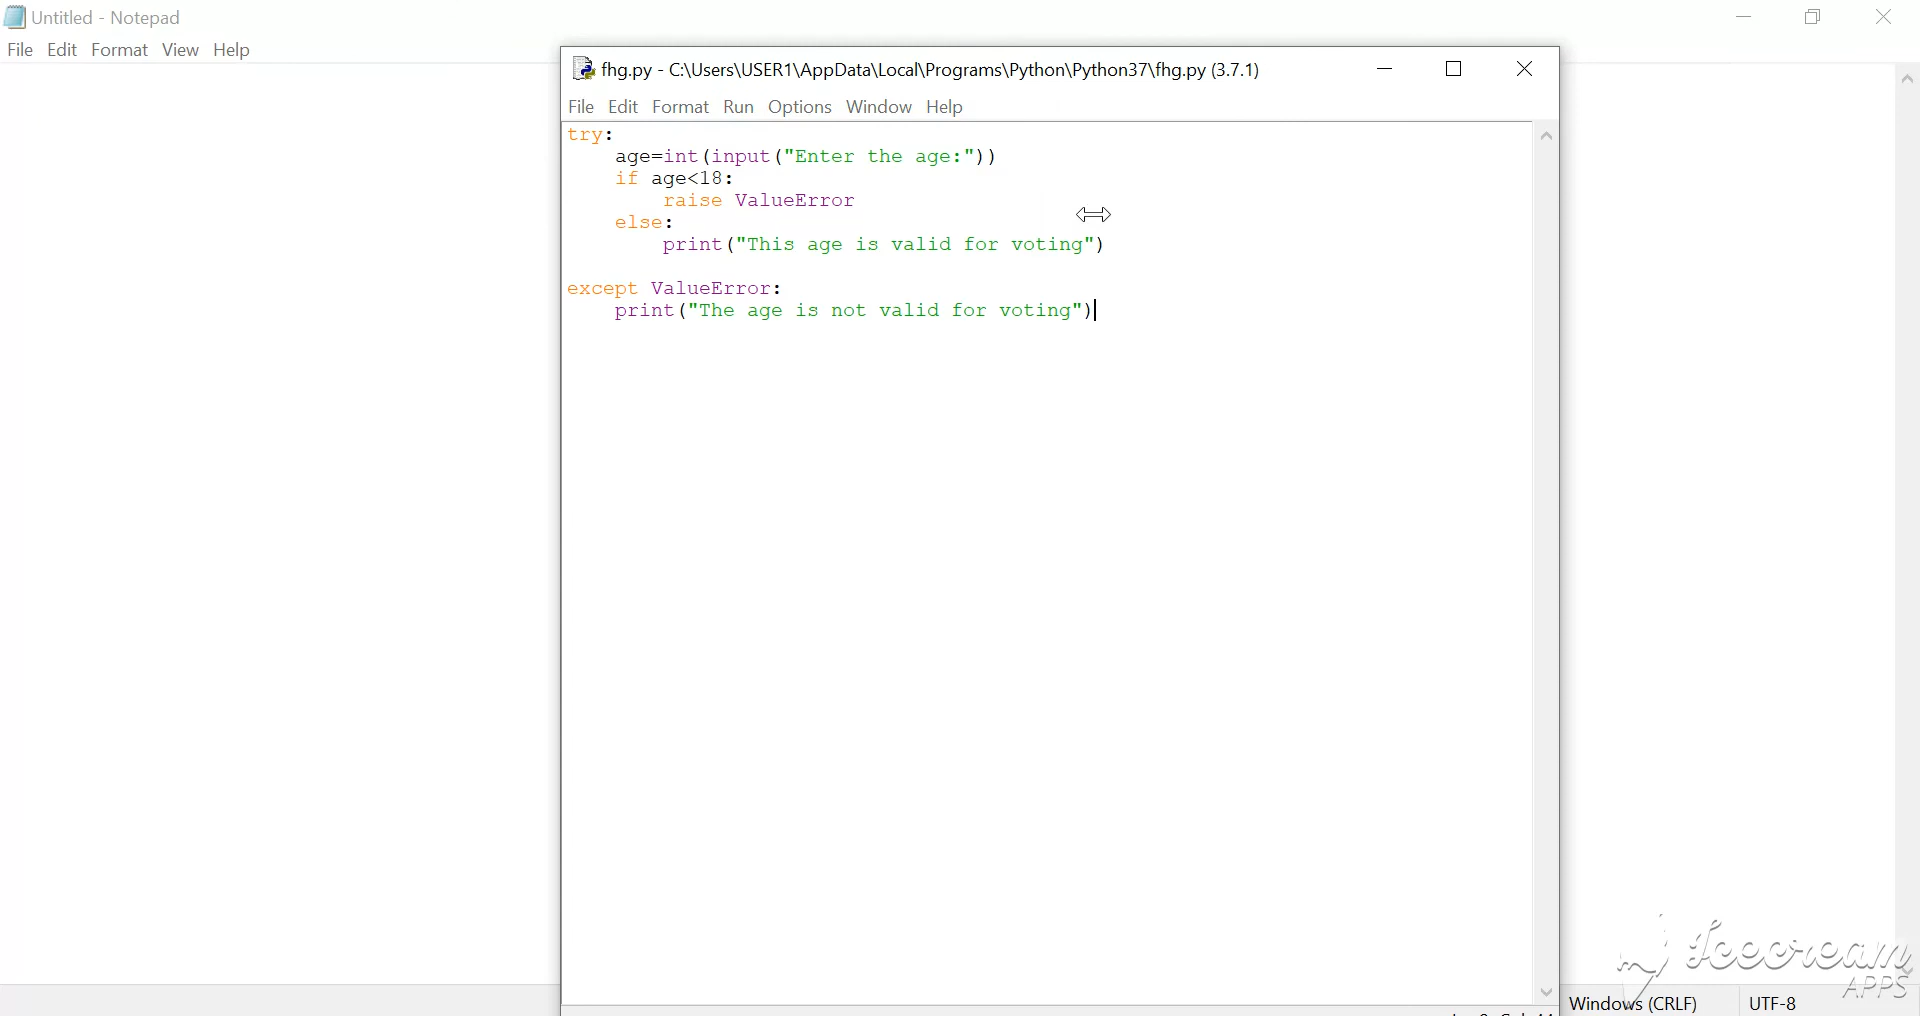 Untitled - Notepad
File Edit Format View Help
fhg.py - C:\Users\USER1\AppData\Local\Programs\Python\Python37\fhg.py (3.7.1)
File Edit Format Run Options Window Help
try:
    age=int(input("Enter the age:"))
    if age<18:
        raise ValueError
    else:
        print("This age is valid for voting")
except ValueError:
    print("The age is not valid for voting")
Windows (CRLF) UTF-8
Icecream
APPS